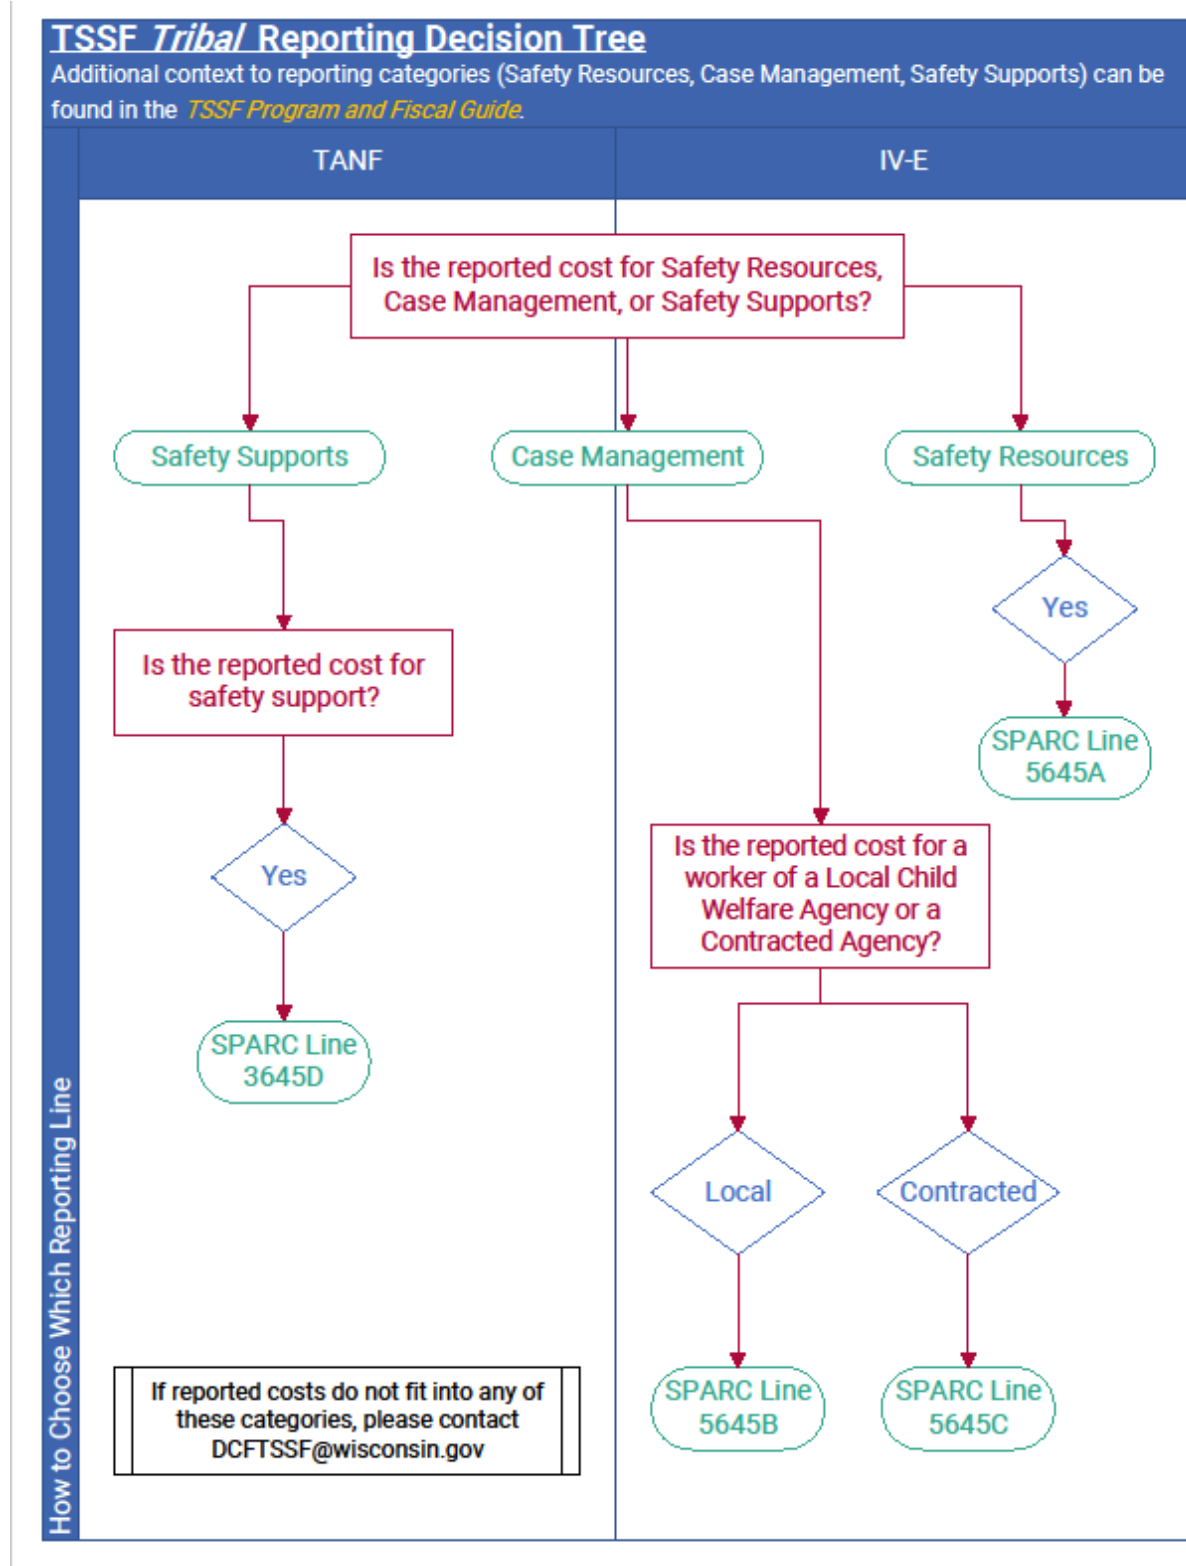 TSSF Tribal Reporting Decision Tree
Additional context to reporting categories (Safety Resources, Case Management, Safety Supports) can be
found in the TSSF Program and Fiscal Guide.
TANF
IV-E
How to Choose Which Reporting Line
Is the reported cost for Safety Resources,
Case Management, or Safety Supports?
Safety Supports
Case Management
Safety Resources
Yes
Is the reported cost for
safety support?
SPARC Line
5645A
Yes
Is the reported cost for a
worker of a Local Child
Welfare Agency or a
Contracted Agency?
SPARC Line
3645D
Local
Contracted
SPARC Line
5645B
SPARC Line
5645C
If reported costs do not fit into any of
these categories, please contact
DCFTSSF@wisconsin.gov